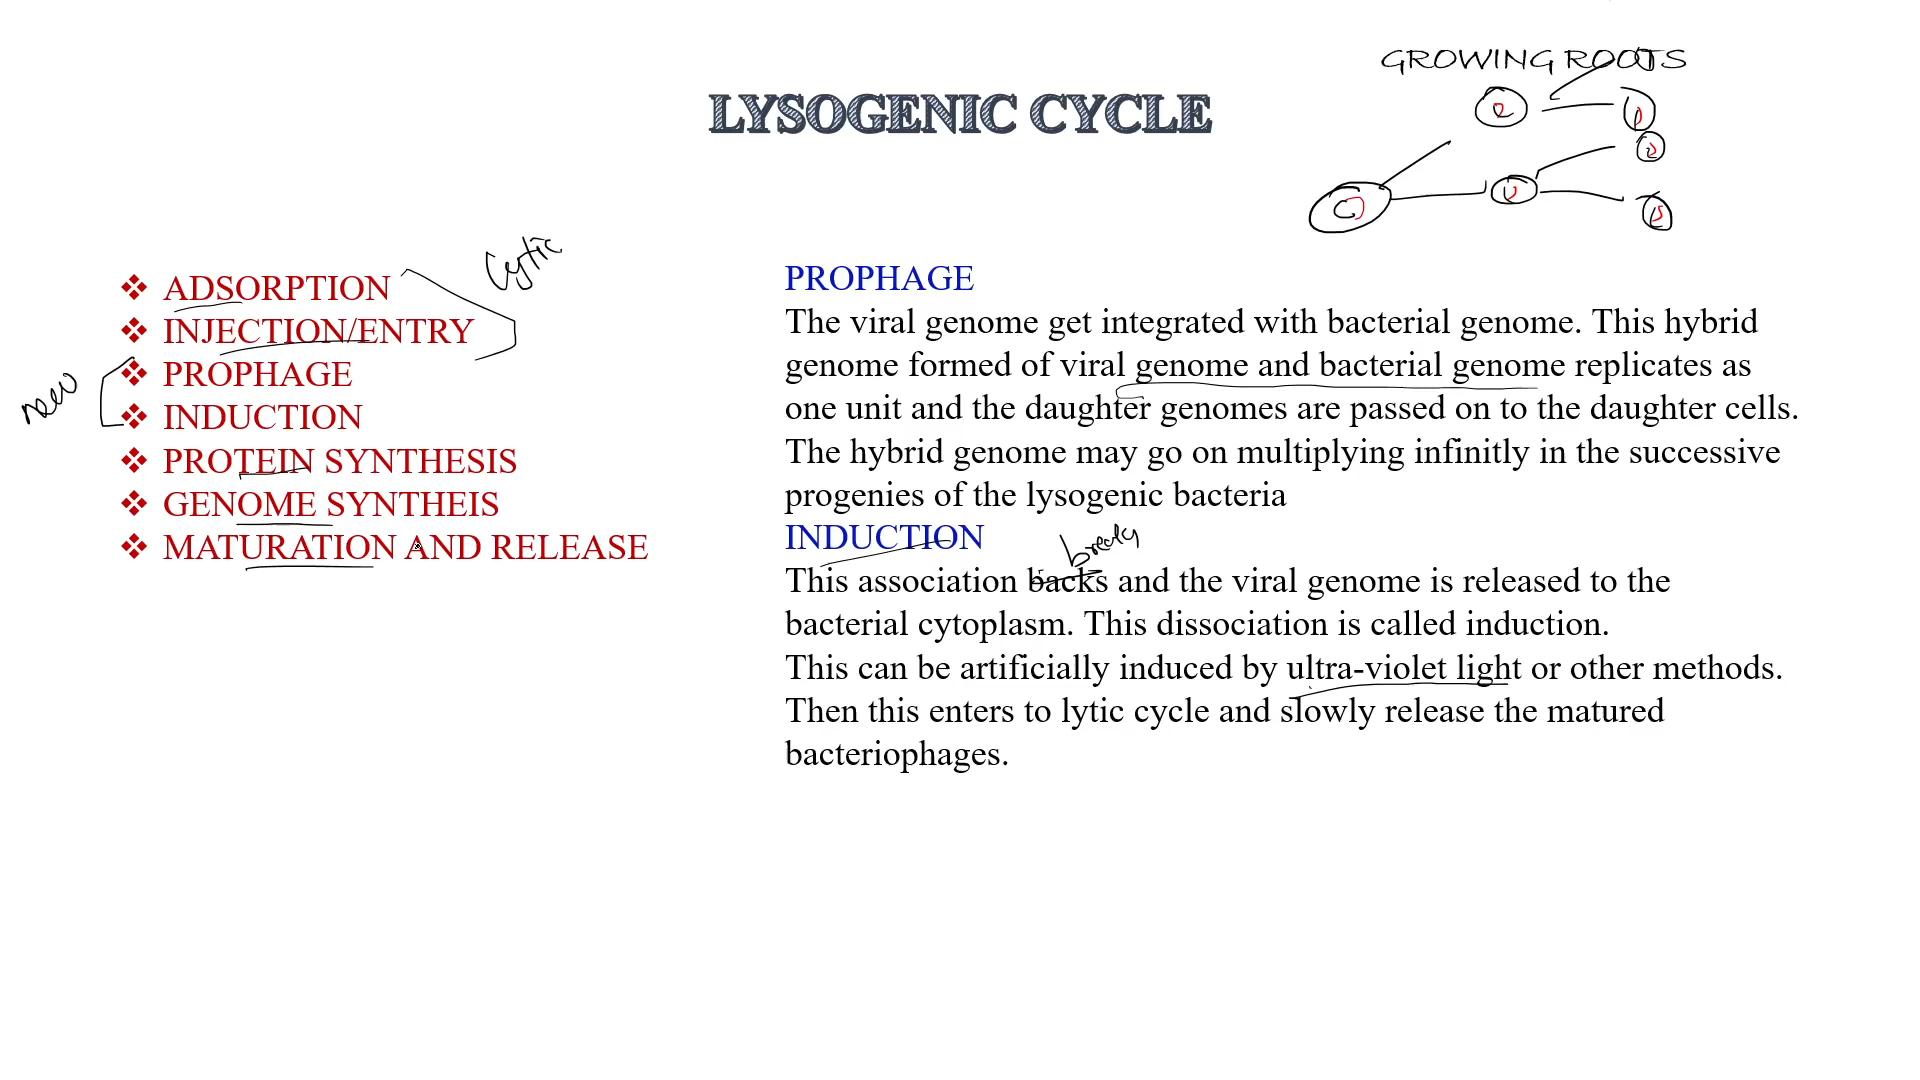 GROWING ROOTS
LYSOGENIC CYCLE
Lytic
❖ ADSORPTION
❖ INJECTION/ENTRY
❖ PROPHAGE
❖ INDUCTION
❖ PROTEIN SYNTHESIS
❖ GENOME SYNTHEIS
❖ MATURATION AND RELEASE
new
PROPHAGE
The viral genome get integrated with bacterial genome. This hybrid
genome formed of viral genome and bacterial genome replicates as
one unit and the daughter genomes are passed on to the daughter cells.
The hybrid genome may go on multiplying infinitly in the successive
progenies of the lysogenic bacteria
INDUCTION
This association backs and the viral genome is released to the
bacterial cytoplasm. This dissociation is called induction.
This can be artificially induced by ultra-violet light or other methods.
Then this enters to lytic cycle and slowly release the matured
bacteriophages.